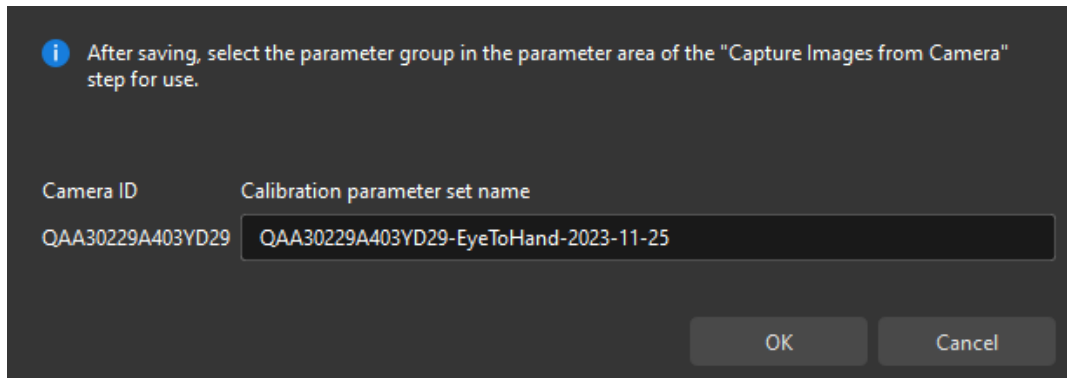 After saving, select the parameter group in the parameter area of the "Capture Images from Camera"
step for use.
Camera ID Calibration parameter set name
QAA30229A403YD29 QAA30229A403YD29-EyeToHand-2023-11-25
OK Cancel